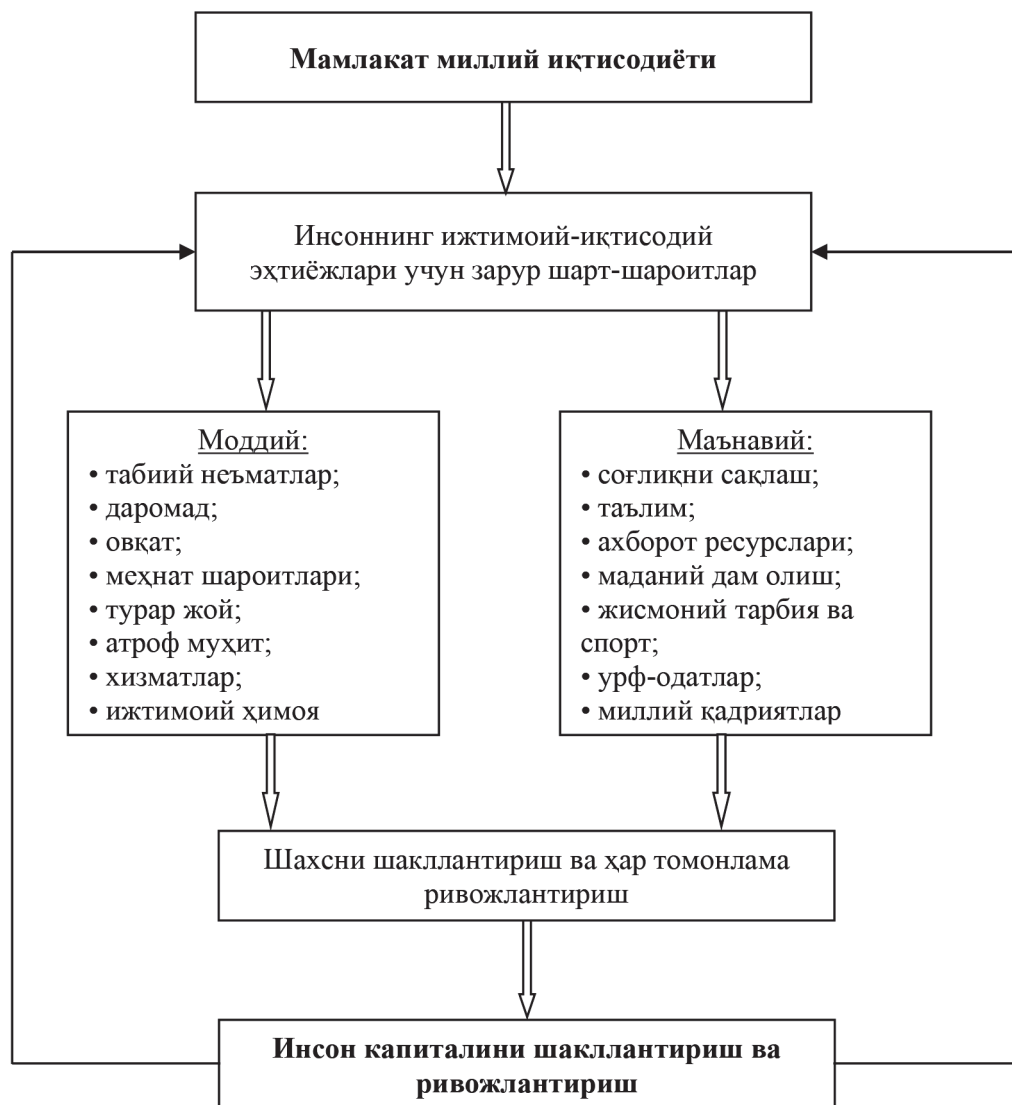 Мамлакат миллий иқтисодиёти
Инсоннинг ижтимоий-иқтисодий
эҳтиёжлари учун зарур шарт-шароитлар
Моддий:
• табиий неъматлар;
• даромад;
• овқат;
• меҳнат шароитлари;
• турар жой;
• атроф муҳит;
• хизматлар;
• ижтимоий ҳимоя
Маънавий:
• соғлиқни сақлаш;
• таълим;
• ахборот ресурслари;
• маданий дам олиш;
• жисмоний тарбия ва
спорт;
• урф-одатлар;
• миллий қадриятлар
Шахсни шакллантириш ва ҳар томонлама
ривожлантириш
Инсон капиталини шакллантириш ва
ривожлантириш